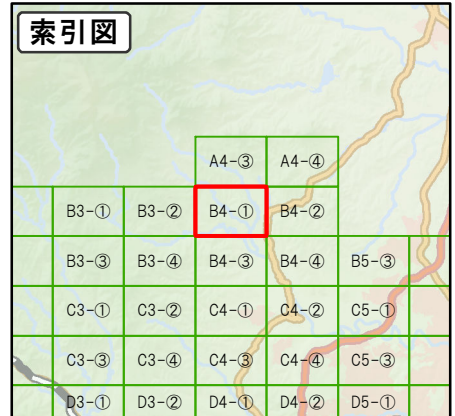 索引図
A4-③ A4-④
B3-① B3-② B4-① B4-②
B3-③ B3-④ B4-③ B4-④ B5-③
C3-① C3-② C4-① C4-② C5-①
C3-③ C3-④ C4-③ C4-④ C5-③
D3-① D3-② D4-① D4-② D5-①